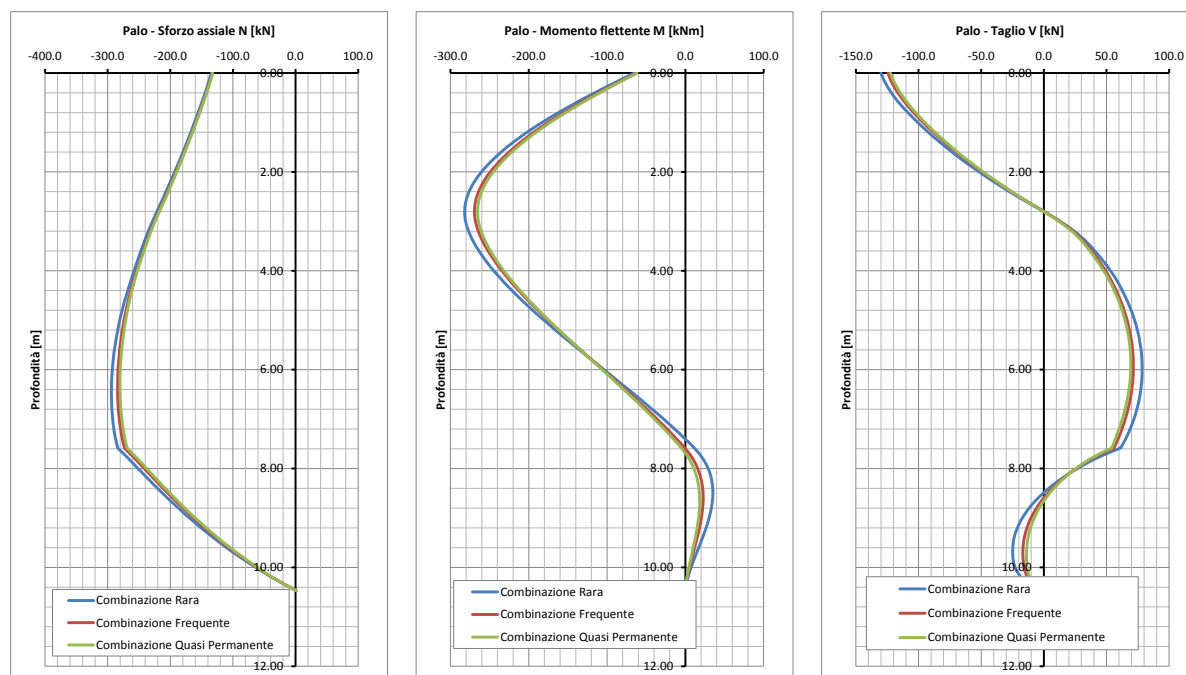 Palo - Sforzo assiale N [kN]
-400.0 -300.0 -200.0 -100.0 0.0 100.0
0.00
2.00
4.00
6.00
8.00
10.00
12.00
Profondità [m]
Combinazione Rara
Combinazione Frequente
Combinazione Quasi Permanente
Palo - Momento flettente M [kNm]
-300.0 -200.0 -100.0 0.0 100.0
0.00
2.00
4.00
6.00
8.00
10.00
12.00
Profondità [m]
Combinazione Rara
Combinazione Frequente
Combinazione Quasi Permanente
Palo - Taglio V [kN]
-150.0 -100.0 -50.0 0.0 50.0 100.0
0.00
2.00
4.00
6.00
8.00
10.00
12.00
Profondità [m]
Combinazione Rara
Combinazione Frequente
Combinazione Quasi Permanente